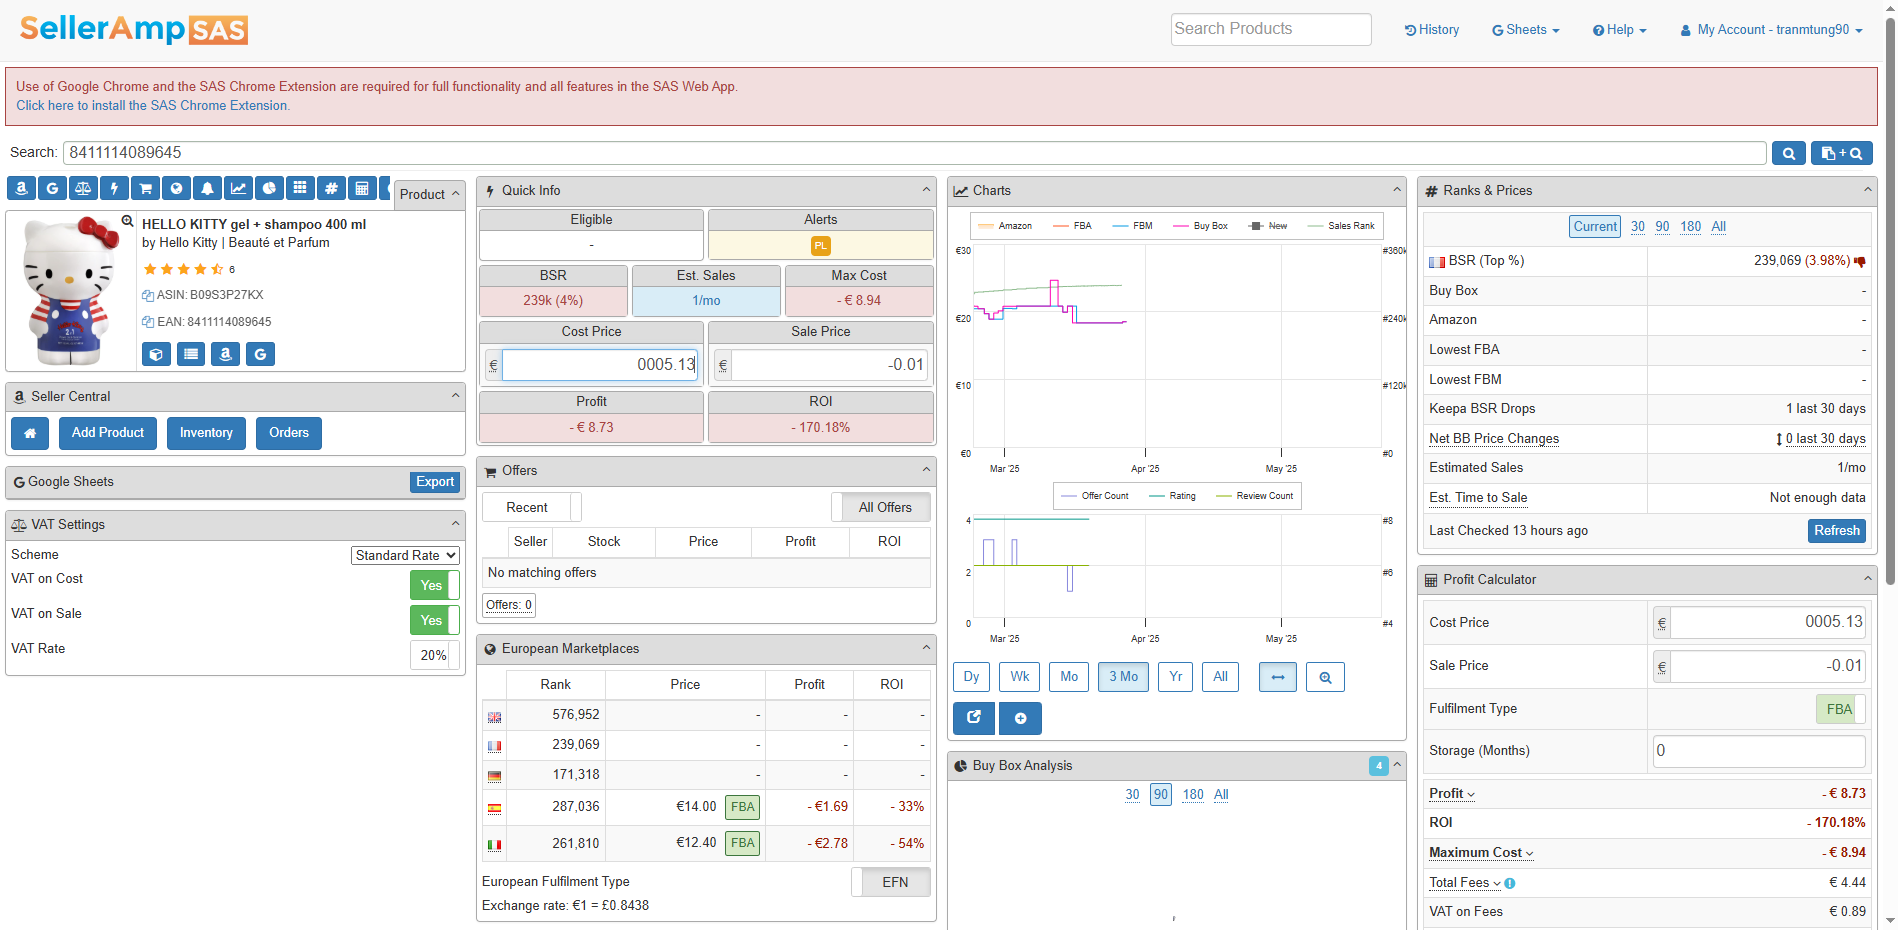 SellerAmp SAS
Search Products
History
Sheets
Help
My Account - tranmtung90
Use of Google Chrome and the SAS Chrome Extension are required for full functionality and all features in the SAS Web App.
Click here to install the SAS Chrome Extension.
Search: 8411114089645
+
Product
HELLO KITTY gel + shampoo 400 ml
by Hello Kitty | Beauté et Parfum
6
ASIN: B09S3P27KX
EAN: 8411114089645
Seller Central
Add Product Inventory Orders
Google Sheets Export
VAT Settings
Scheme Standard Rate
VAT on Cost Yes
VAT on Sale Yes
VAT Rate 20%
Quick Info
Eligible Alerts
- PL
BSR Est. Sales Max Cost
239k (4%) 1/mo - € 8.94
Cost Price Sale Price
€ 0005.13 € -0.01
Profit ROI
- € 8.73 - 170.18%
Offers
Recent All Offers
Seller Stock Price Profit ROI
No matching offers
Offers: 0
European Marketplaces
Rank Price Profit ROI
576,952 - - -
239,069 - - -
171,318 - - -
287,036 €14.00 FBA - €1.69 - 33%
261,810 €12.40 FBA - €2.78 - 54%
European Fulfilment Type EFN
Exchange rate: €1 = £0.8438
Charts
Amazon FBA FBM Buy Box New Sales Rank
€30 #360k
€20 #240k
€10 #120k
€0 #0
Mar '25 Apr '25 May '25
Offer Count Rating Review Count
4 #8
2 #6
0 #4
Mar '25 Apr '25 May '25
Dy Wk Mo 3 Mo Yr All
Buy Box Analysis 4
30 90 180 All
Ranks & Prices
Current 30 90 180 All
BSR (Top %) 239,069 (3.98%)
Buy Box -
Amazon -
Lowest FBA -
Lowest FBM -
Keepa BSR Drops 1 last 30 days
Net BB Price Changes 0 last 30 days
Estimated Sales 1/mo
Est. Time to Sale Not enough data
Last Checked 13 hours ago Refresh
Profit Calculator
Cost Price € 0005.13
Sale Price € -0.01
Fulfilment Type FBA
Storage (Months) 0
Profit - € 8.73
ROI - 170.18%
Maximum Cost - € 8.94
Total Fees € 4.44
VAT on Fees € 0.89